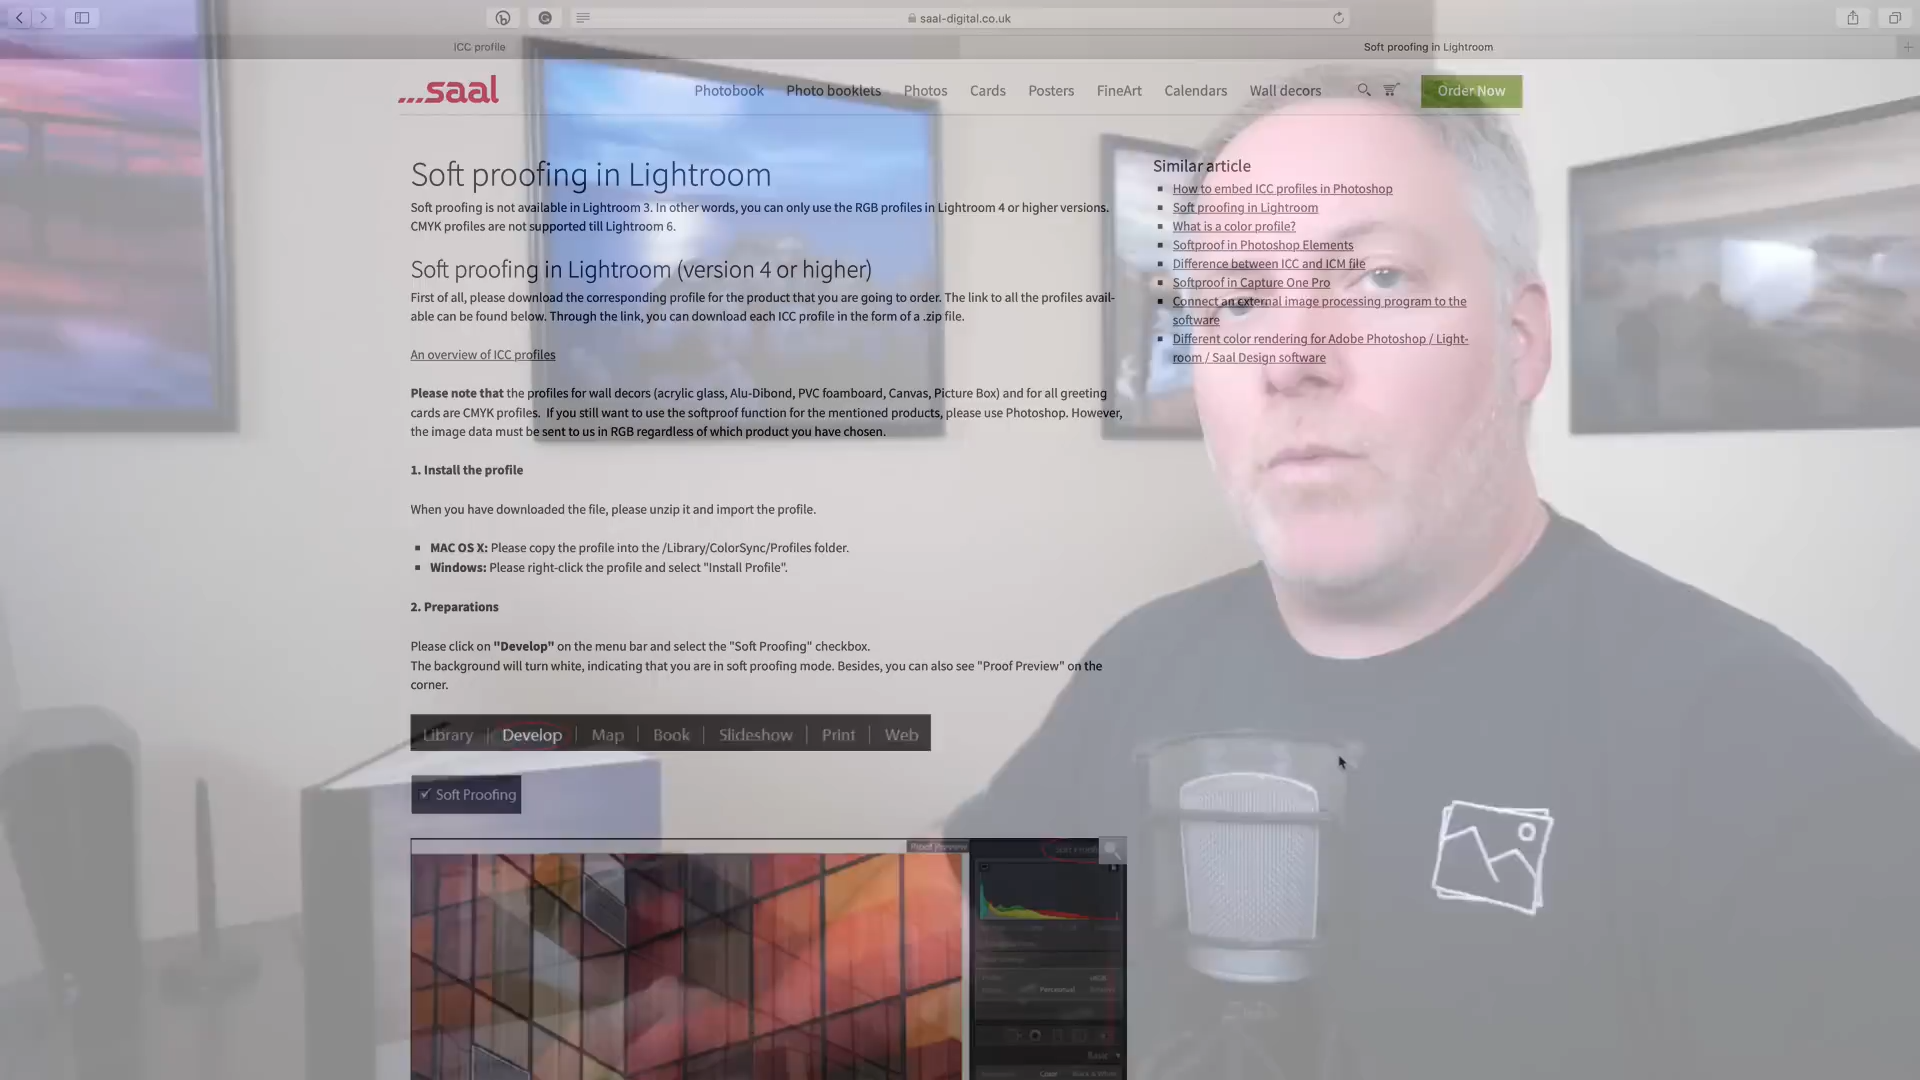 saal-digital.co.uk
ICC profile
Soft proofing in Lightroom
...saal
Photobook Photo booklets Photos Cards Posters FineArt Calendars Wall decors Order Now
Soft proofing in Lightroom
Soft proofing is not available in Lightroom 3. In other words, you can only use the RGB profiles in Lightroom 4 or higher versions.
CMYK profiles are not supported till Lightroom 6.
Soft proofing in Lightroom (version 4 or higher)
First of all, please download the corresponding profile for the product that you are going to order. The link to all the profiles avail-
able can be found below. Through the link, you can download each ICC profile in the form of a .zip file.
An overview of ICC profiles
Please note that the profiles for wall decors (acrylic glass, Alu-Dibond, PVC foamboard, Canvas, Picture Box) and for all greeting
cards are CMYK profiles. If you still want to use the softproof function for the mentioned products, please use Photoshop. However,
the image data must be sent to us in RGB regardless of which product you have chosen.
1. Install the profile
When you have downloaded the file, please unzip it and import the profile.
MAC OS X: Please copy the profile into the /Library/ColorSync/Profiles folder.
Windows: Please right-click the profile and select "Install Profile".
2. Preparations
Please click on "Develop" on the menu bar and select the "Soft Proofing" checkbox.
The background will turn white, indicating that you are in soft proofing mode. Besides, you can also see "Proof Preview" on the
corner.
Library | Develop | Map | Book | Slideshow | Print | Web
Soft Proofing
Proof Preview
Perceptual
Basic
Color Black & White
Similar article
How to embed ICC profiles in Photoshop
Soft proofing in Lightroom
What is a color profile?
Softproof in Photoshop Elements
Difference between ICC and ICM file
Softproof in Capture One Pro
Connect an external image processing program to the
software
Different color rendering for Adobe Photoshop / Light-
room / Saal Design software